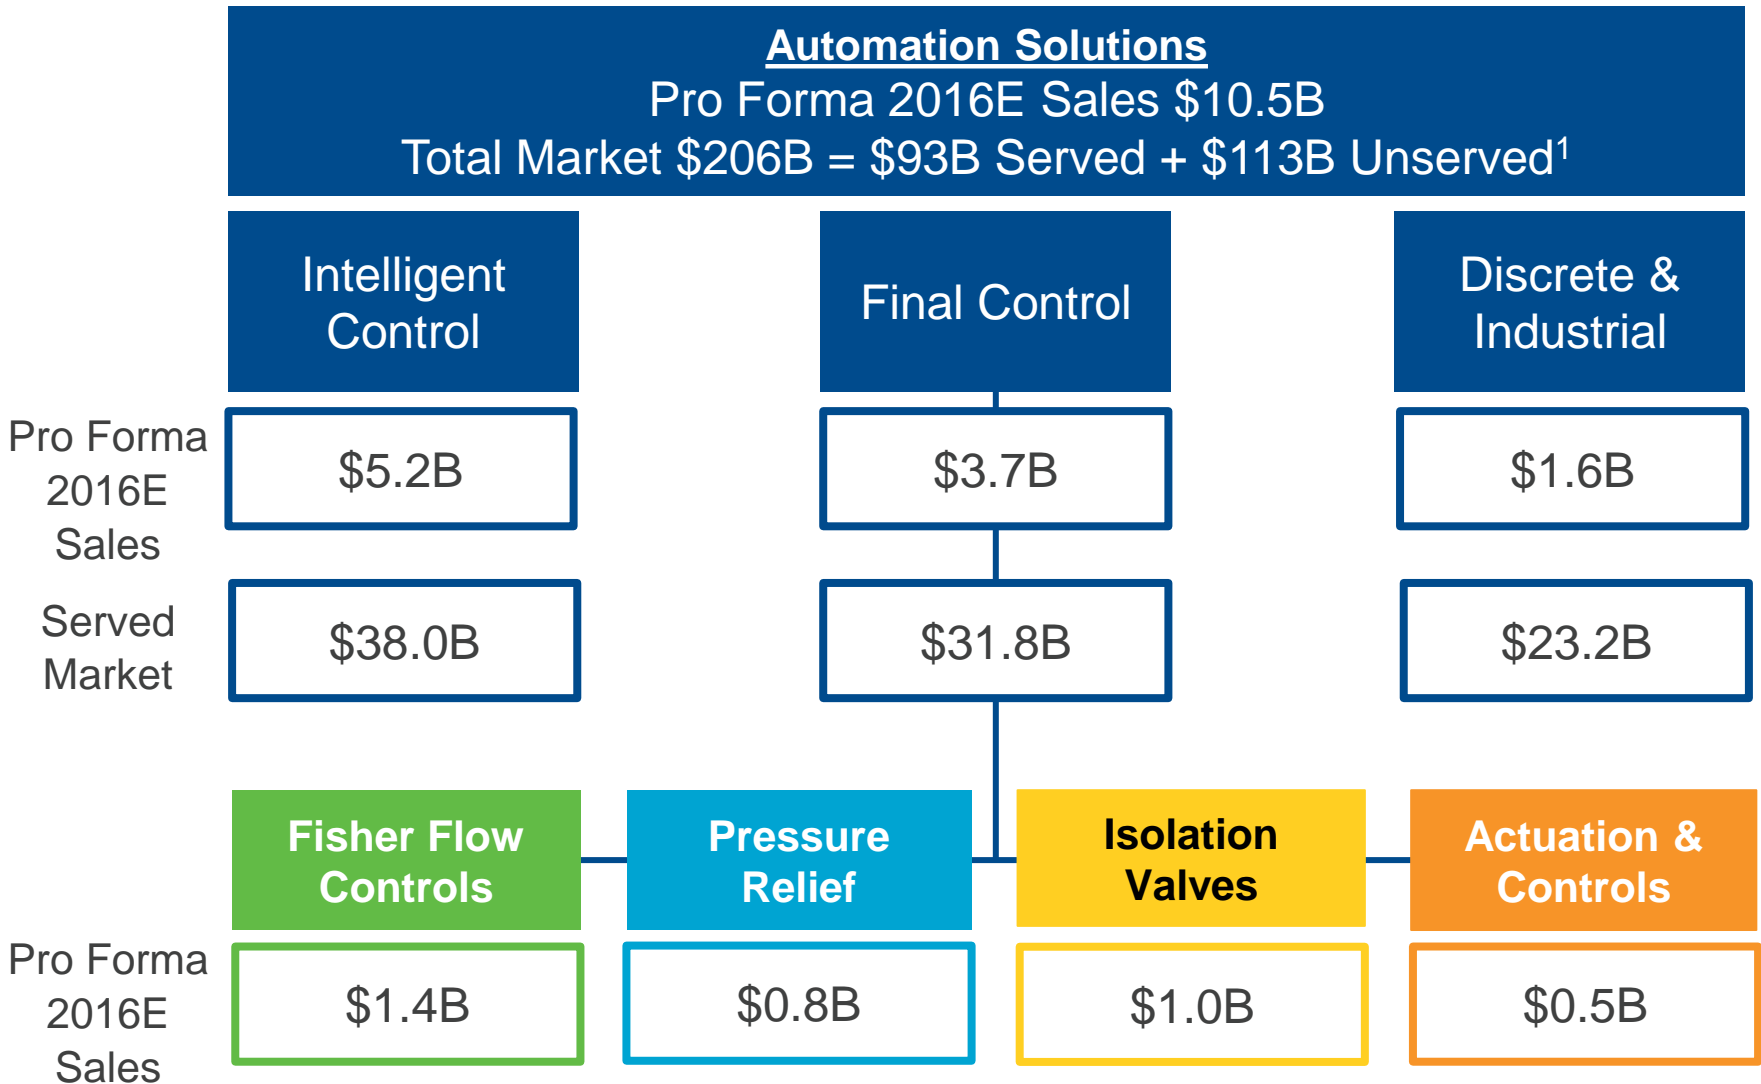 Automation Solutions
Pro Forma 2016E Sales $10.5B
Total Market $206B = $93B Served + $113B Unserved¹
Intelligent
Control
Final Control
Discrete &
Industrial
Pro Forma
2016E
Sales
$5.2B
$3.7B
$1.6B
Served
Market
$38.0B
$31.8B
$23.2B
Fisher Flow
Controls
Pressure
Relief
Isolation
Valves
Actuation &
Controls
Pro Forma
2016E
Sales
$1.4B
$0.8B
$1.0B
$0.5B